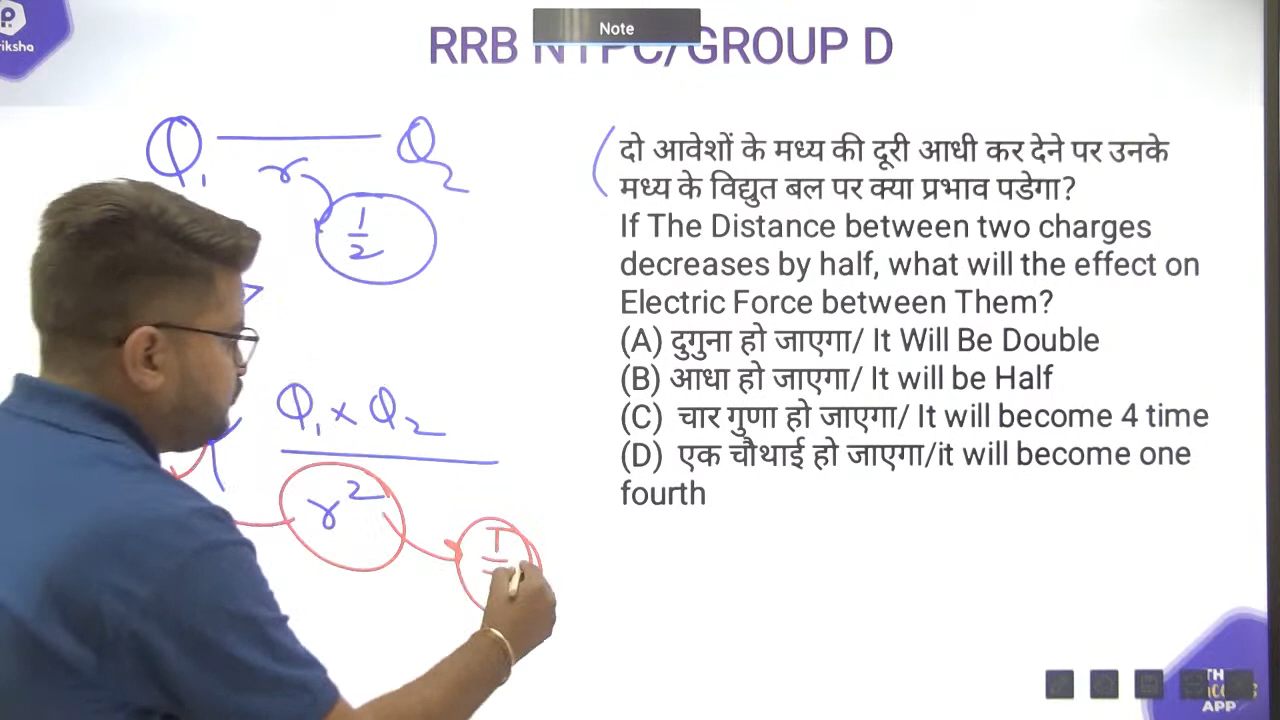 Note
RRB NTPC/GROUP D
riksha
Q₁ Q₂
r
1/2
दो आवेशों के मध्य की दूरी आधी कर देने पर उनके
मध्य के विद्युत बल पर क्या प्रभाव पडेगा?
If The Distance between two charges
decreases by half, what will the effect on
Electric Force between Them?
(A) दुगुना हो जाएगा/ It Will Be Double
(B) आधा हो जाएगा/ It will be Half
(C) चार गुणा हो जाएगा/ It will become 4 time
(D) एक चौथाई हो जाएगा/it will become one
fourth
Q₁ x Q₂
r²
APP